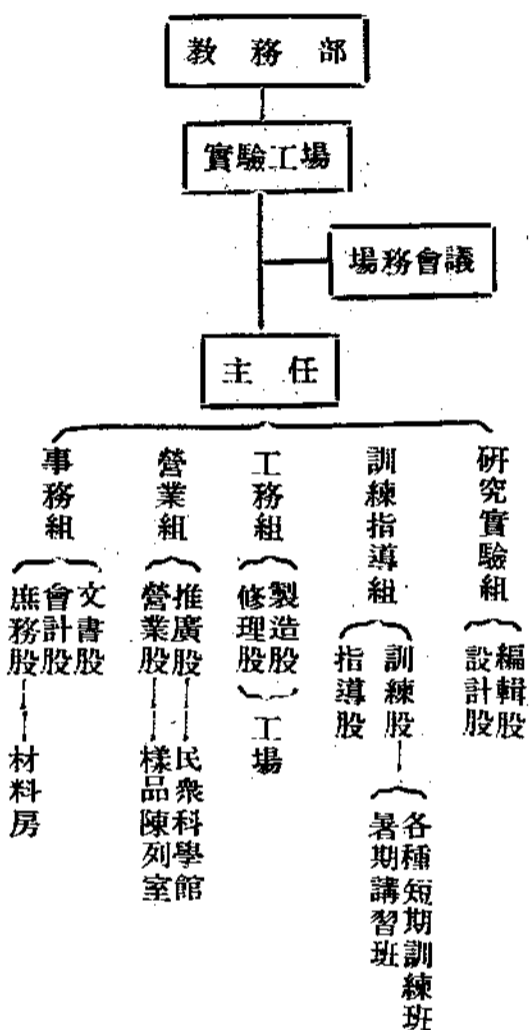 教務部
實驗工場
場務會議
主任
研究實驗組
編輯股
設計股
訓練指導組
訓練股
各種短期訓練班
暑期講習班
指導股
工務組
製造股
修理股
工場
營業組
推廣股
民衆科學館
營業股
樣品陳列室
事務組
文書股
會計股
庶務股
材料房